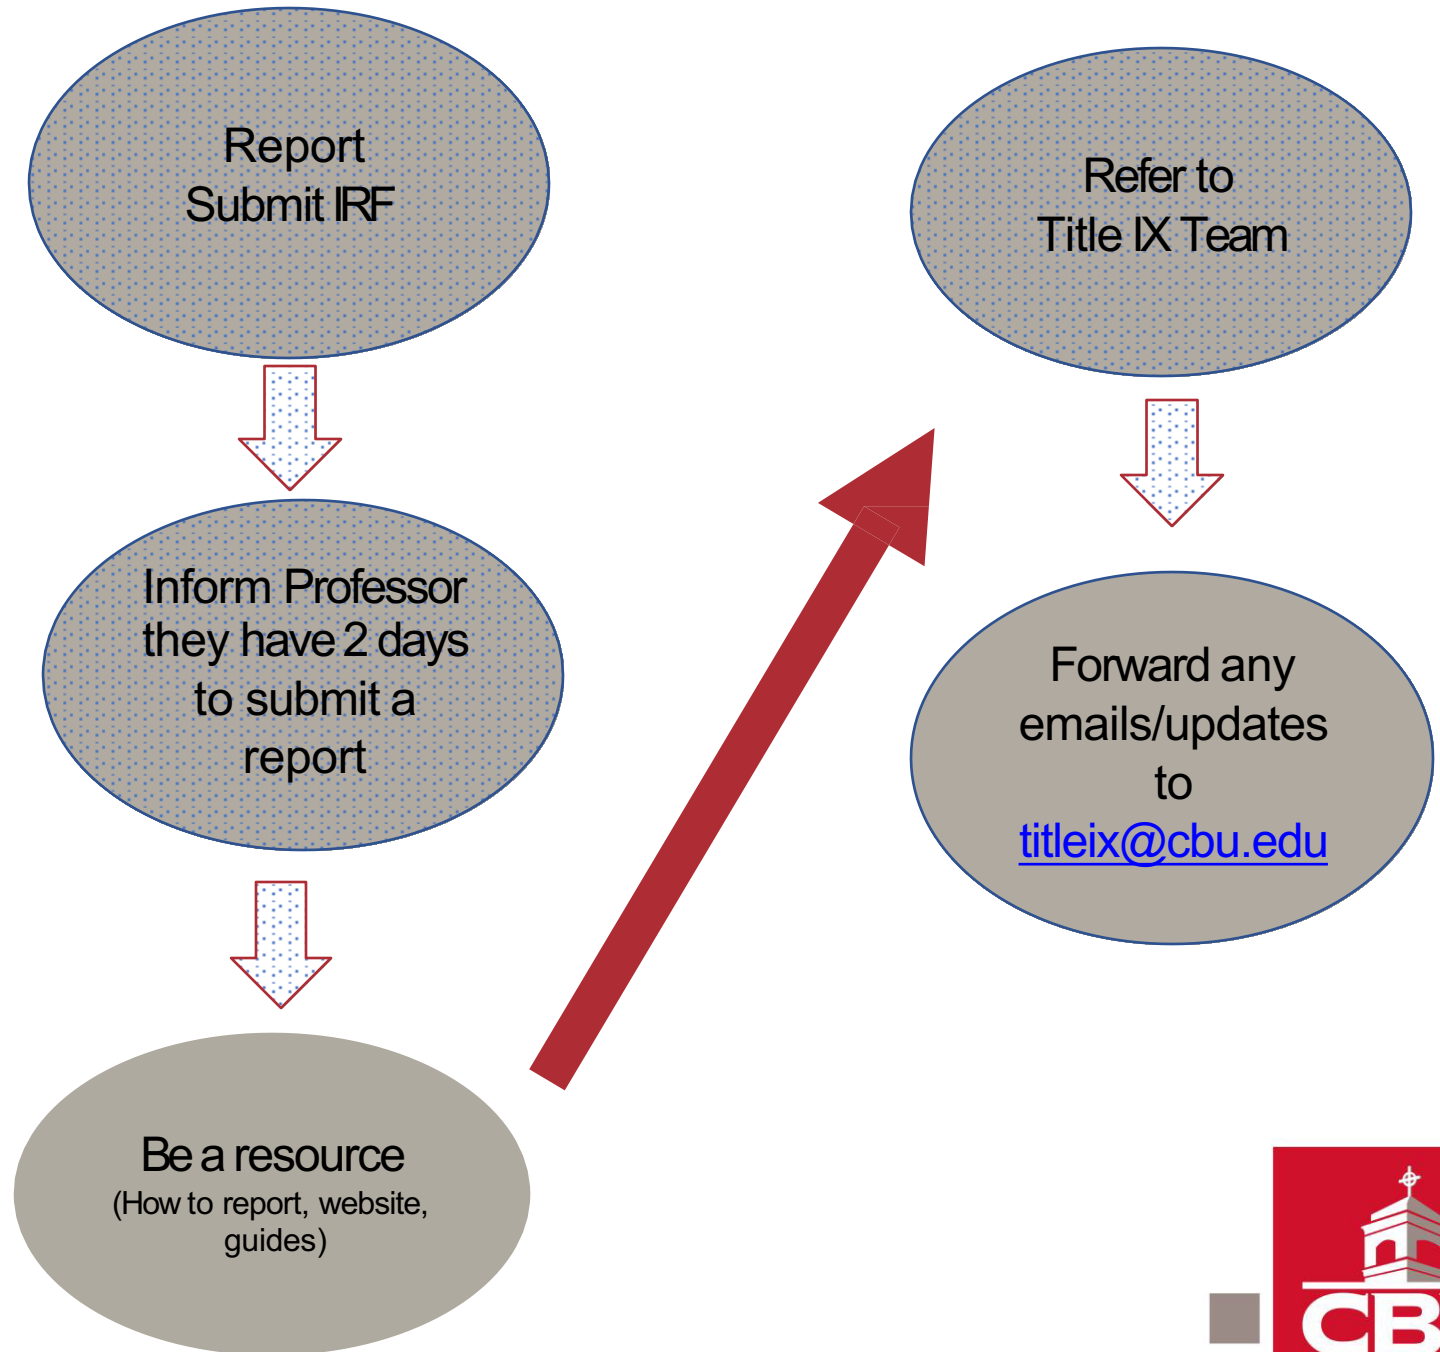 Report
Submit IRF
Inform Professor
they have 2 days
to submit a
report
Be a resource
(How to report, website,
guides)
Refer to
Title IX Team
Forward any
emails/updates
to
titleix@cbu.edu
CB